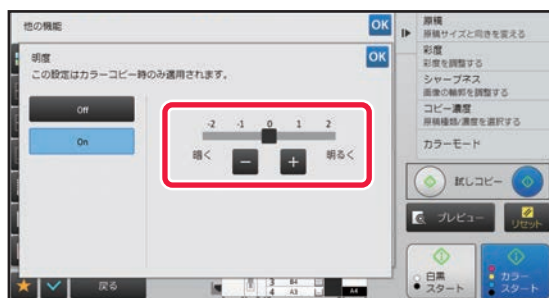 他の機能
OK
明度
OK
この設定はカラーコピー時のみ適用されます。
Off
On
-2 -1 0 1 2
暗く
−
+
明るく
戻る
3 B4
4 A3
A4
原稿
原稿サイズと向きを変える
彩度
彩度を調整する
シャープネス
画像の輪郭を調整する
コピー濃度
原稿種類/濃度を選択する
カラーモード
試しコピー
プレビュー
リセット
白黒
スタート
カラー
スタート